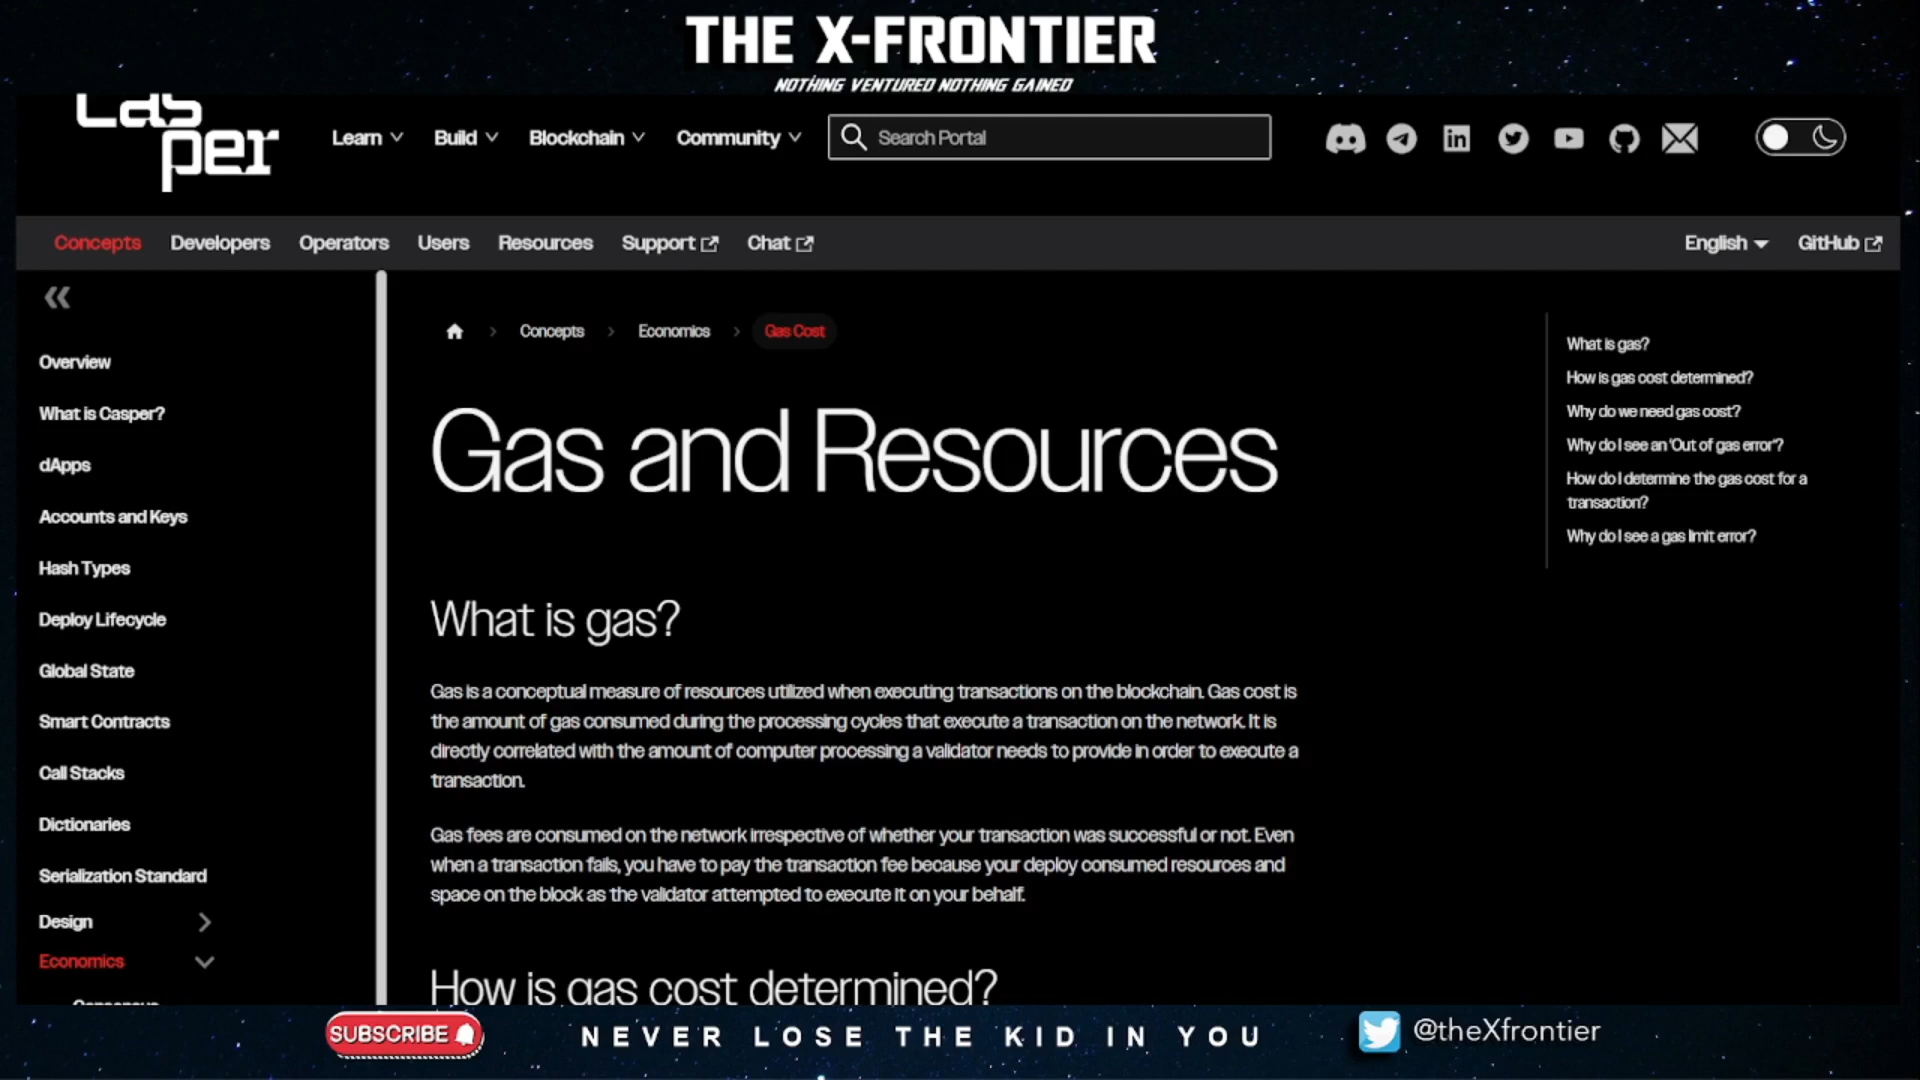 THE X-FRONTIER
NOTHING VENTURED NOTHING GAINED
Cas
per
Learn
Build
Blockchain
Community
Search Portal
Concepts
Developers
Operators
Users
Resources
Support
Chat
English
GitHub
Overview
What is Casper?
dApps
Accounts and Keys
Hash Types
Deploy Lifecycle
Global State
Smart Contracts
Call Stacks
Dictionaries
Serialization Standard
Design
Economics
Consensus
Concepts
Economics
Gas Cost
Gas and Resources
What is gas?
Gas is a conceptual measure of resources utilized when executing transactions on the blockchain. Gas cost is
the amount of gas consumed during the processing cycles that execute a transaction on the network. It is
directly correlated with the amount of computer processing a validator needs to provide in order to execute a
transaction.
Gas fees are consumed on the network irrespective of whether your transaction was successful or not. Even
when a transaction fails, you have to pay the transaction fee because your deploy consumed resources and
space on the block as the validator attempted to execute it on your behalf.
How is gas cost determined?
What is gas?
How is gas cost determined?
Why do we need gas cost?
Why do I see an 'Out of gas error'?
How do I determine the gas cost for a
transaction?
Why do I see a gas limit error?
SUBSCRIBE
NEVER LOSE THE KID IN YOU
@theXfrontier